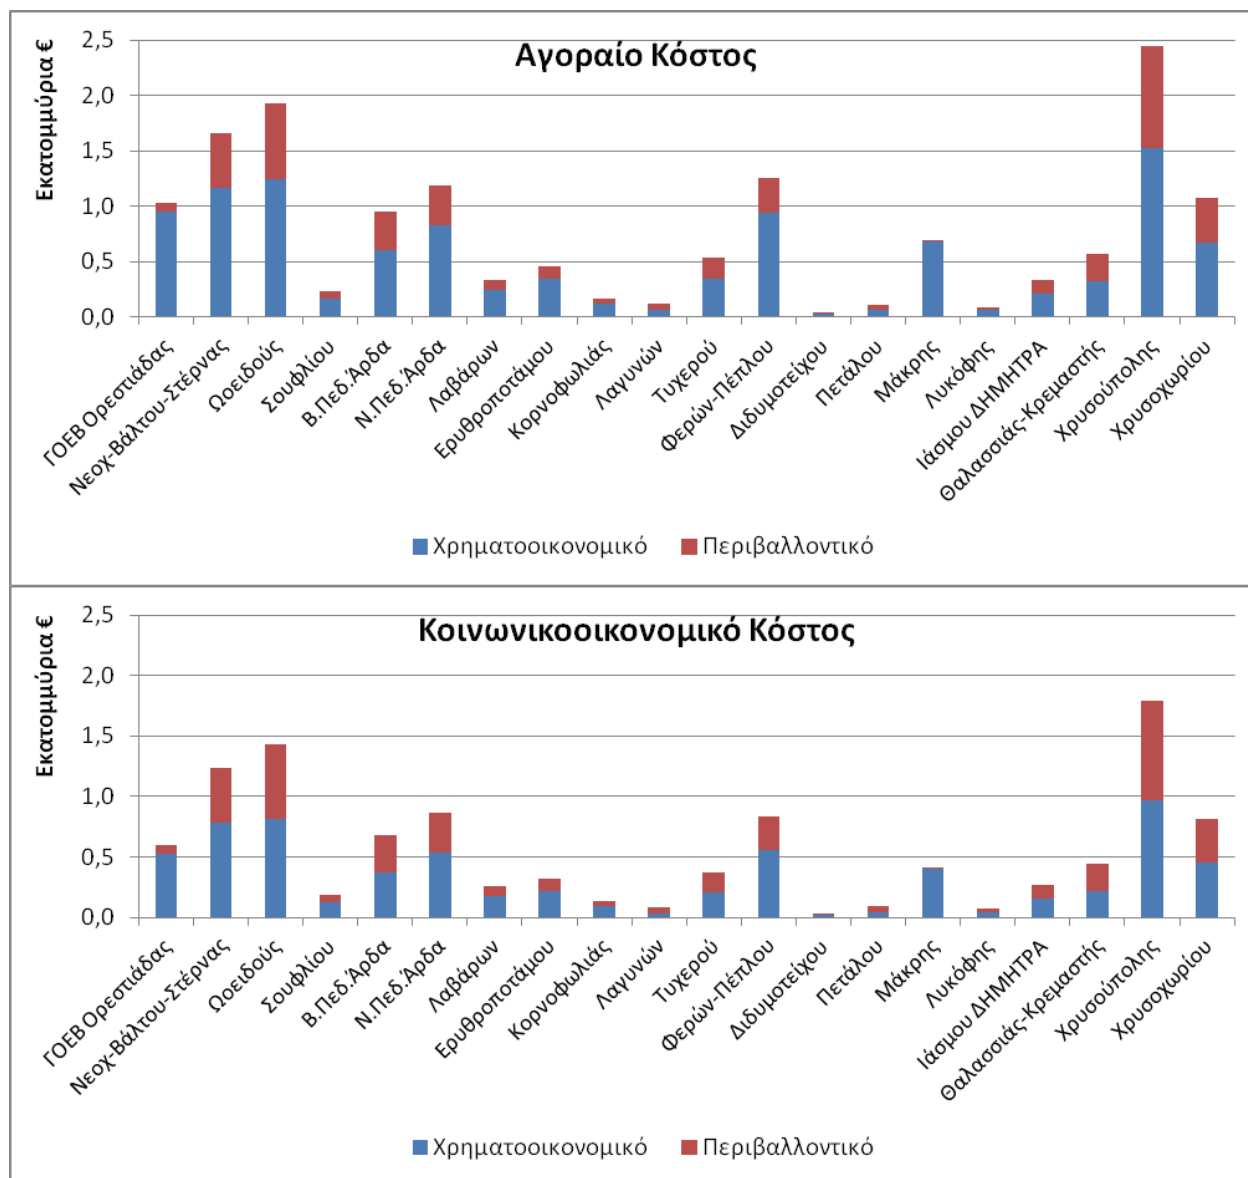 Αγοραίο Κόστος
Εκατομμύρια €
2,5
2,0
1,5
1,0
0,5
0,0
ΓΟΕΒ Ορεστιάδας
Νεοχ-Βάλτου-Στέρνας
Ωοειδούς
Σουφλίου
Β.Πεδ.Άρδα
Ν.Πεδ.Άρδα
Λαβάρων
Ερυθροποτάμου
Κορνοφωλιάς
Λαγυνών
Τυχερού
Φερών-Πέπλου
Διδυμοτείχου
Πετάλου
Μάκρης
Λυκόφης
Ιάσμου ΔΗΜΗΤΡΑ
Θαλασσιάς-Κρεμαστής
Χρυσούπολης
Χρυσοχωρίου
Χρηματοοικονομικό Περιβαλλοντικό
Κοινωνικοοικονομικό Κόστος
Εκατομμύρια €
2,5
2,0
1,5
1,0
0,5
0,0
ΓΟΕΒ Ορεστιάδας
Νεοχ-Βάλτου-Στέρνας
Ωοειδούς
Σουφλίου
Β.Πεδ.Άρδα
Ν.Πεδ.Άρδα
Λαβάρων
Ερυθροποτάμου
Κορνοφωλιάς
Λαγυνών
Τυχερού
Φερών-Πέπλου
Διδυμοτείχου
Πετάλου
Μάκρης
Λυκόφης
Ιάσμου ΔΗΜΗΤΡΑ
Θαλασσιάς-Κρεμαστής
Χρυσούπολης
Χρυσοχωρίου
Χρηματοοικονομικό Περιβαλλοντικό